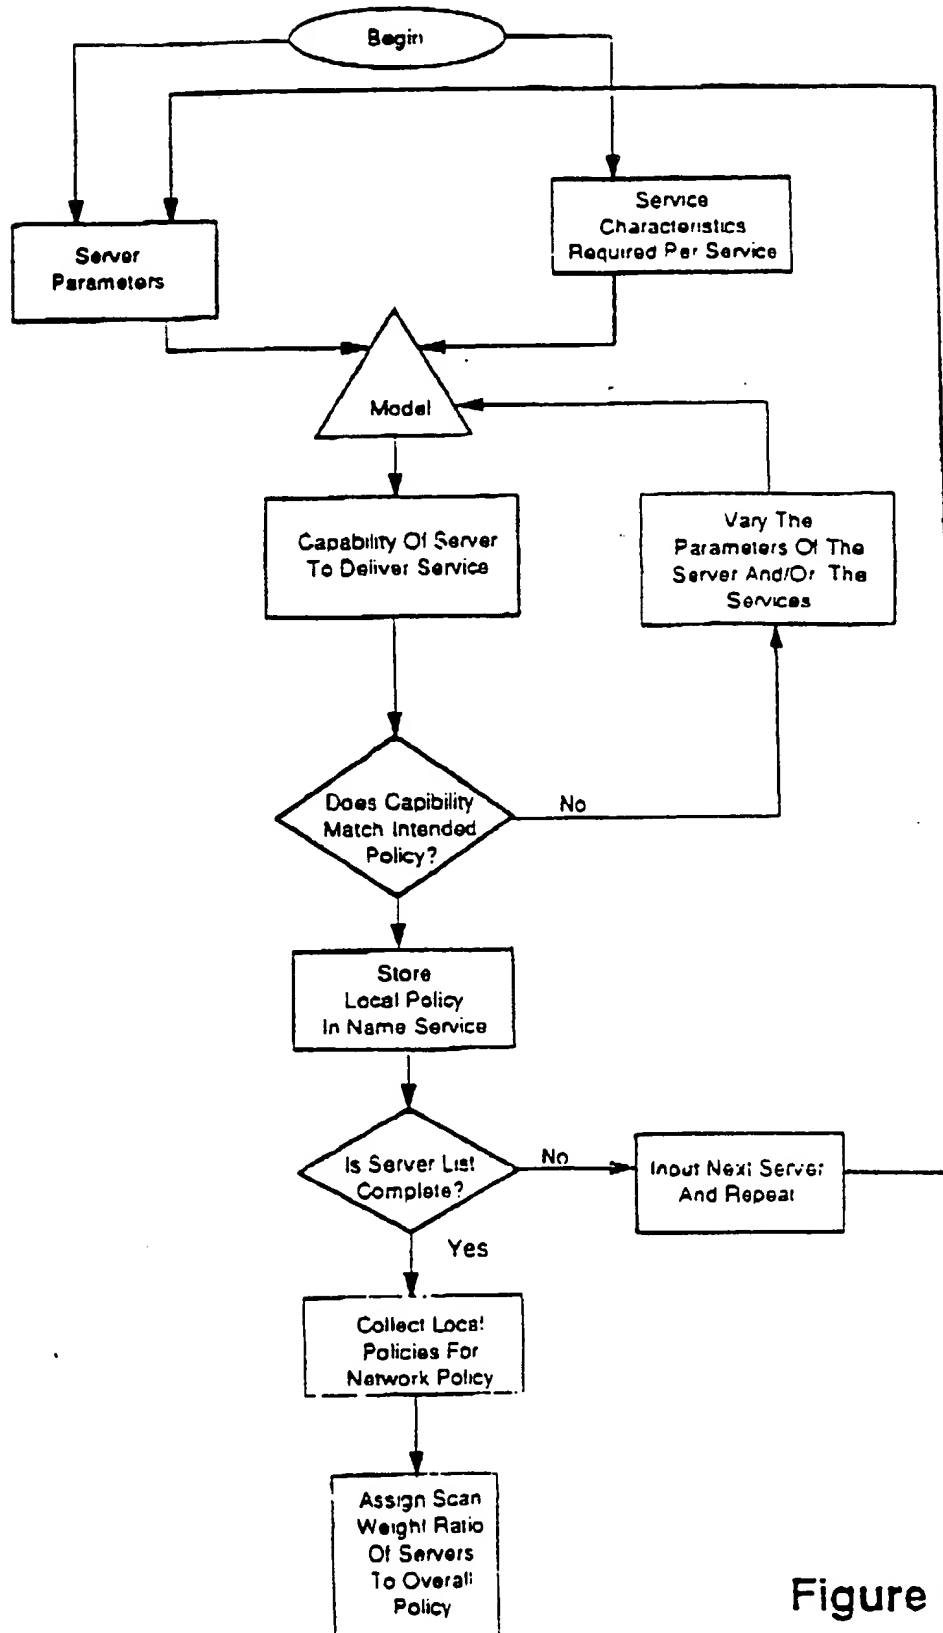 Begin
Service
Characteristics
Required Per Service
Server
Parameters
Model
Capability Of Server
To Deliver Service
Vary The
Parameters Of The
Server And/Or The
Services
Does Capibility
Match Intended
Policy?
No
Store
Local Policy
In Name Service
Is Server List
Complete?
No
Input Next Server
And Repeat
Yes
Collect Local
Policies For
Network Policy
Assign Scan
Weight Ratio
Of Servers
To Overall
Policy
Figure